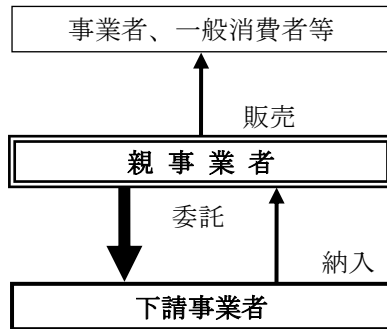 事業者、一般消費者等
販売
親事業者
委託
納入
下請事業者